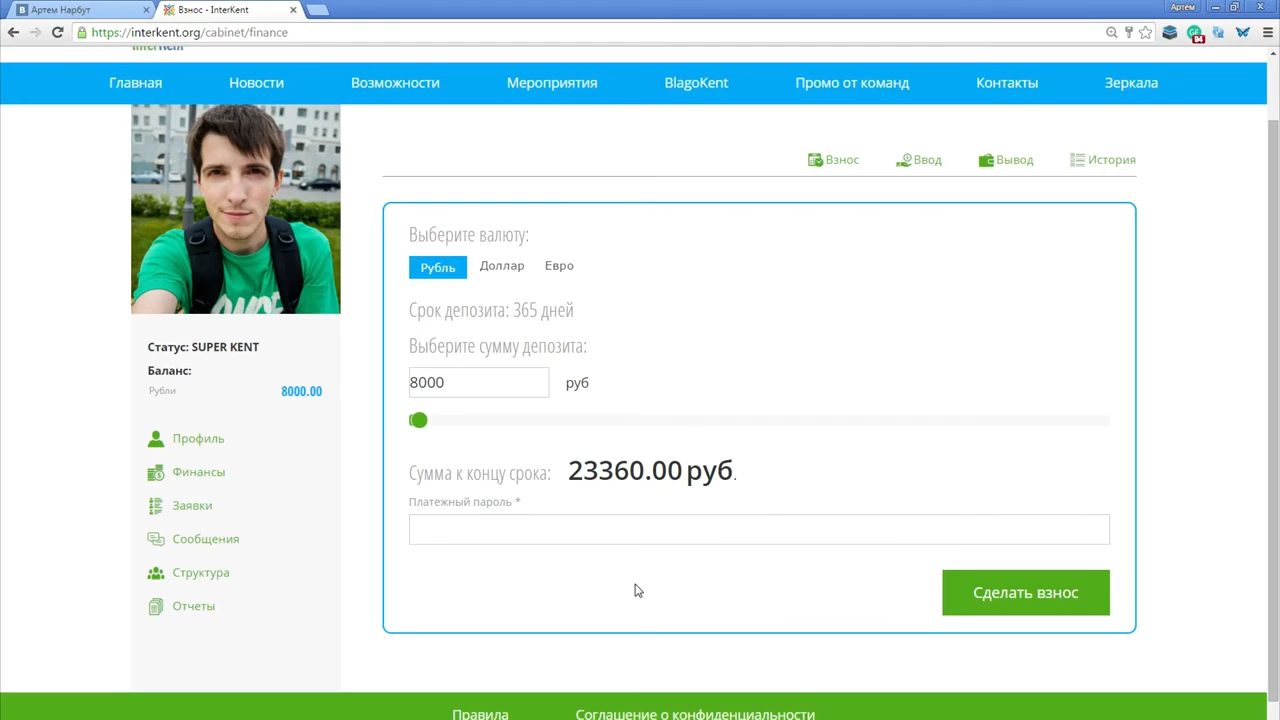 Артем Нарбут
Взнос - InterKent
Артём
https://interkent.org/cabinet/finance
94
Главная
Новости
Возможности
Мероприятия
BlagoKent
Промо от команд
Контакты
Зеркала
Взнос
Ввод
Вывод
История
Выберите валюту:
Рубль
Доллар
Евро
Срок депозита: 365 дней
Выберите сумму депозита:
8000 руб
Сумма к концу срока: 23360.00 руб.
Платежный пароль *
Сделать взнос
Статус: SUPER KENT
Баланс:
Рубли 8000.00
Профиль
Финансы
Заявки
Сообщения
Структура
Отчеты
Правила
Соглашение о конфиденциальности